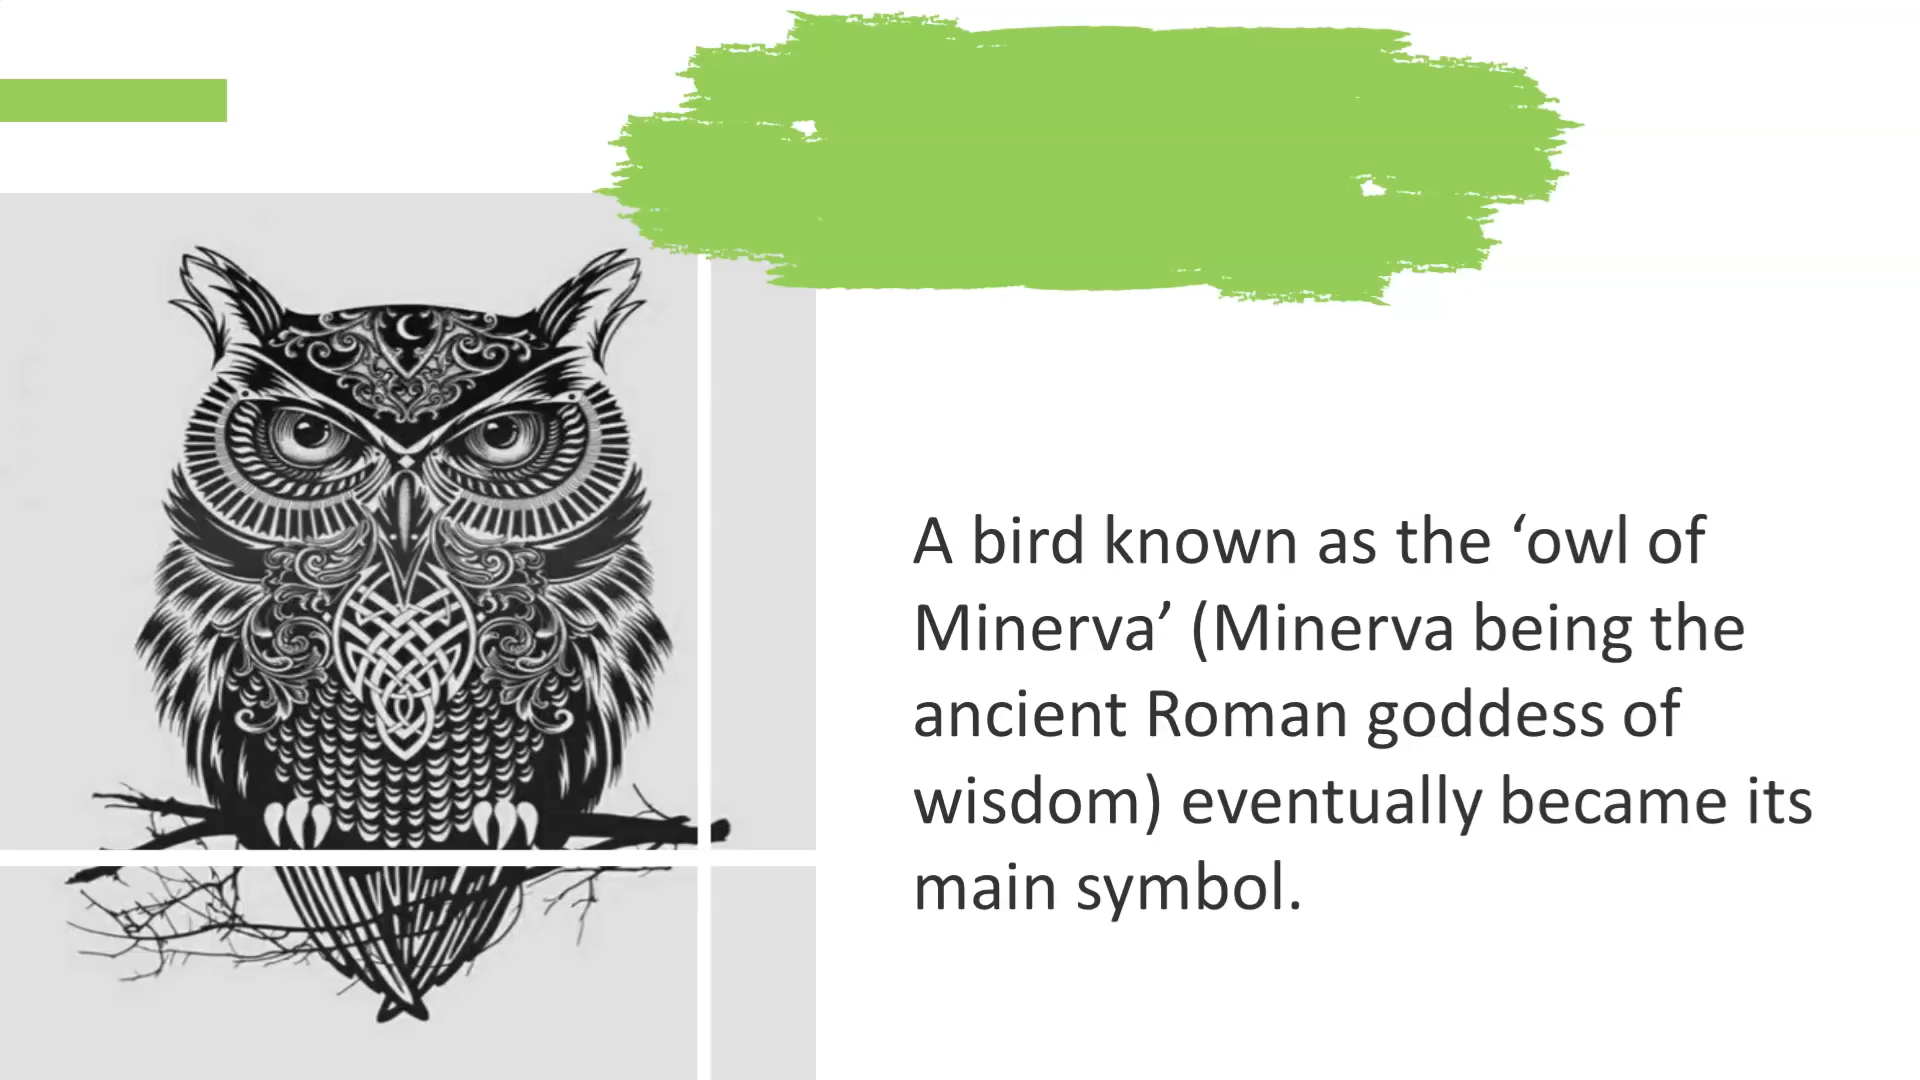 A bird known as the ‘owl of
Minerva’ (Minerva being the
ancient Roman goddess of
wisdom) eventually became its
main symbol.